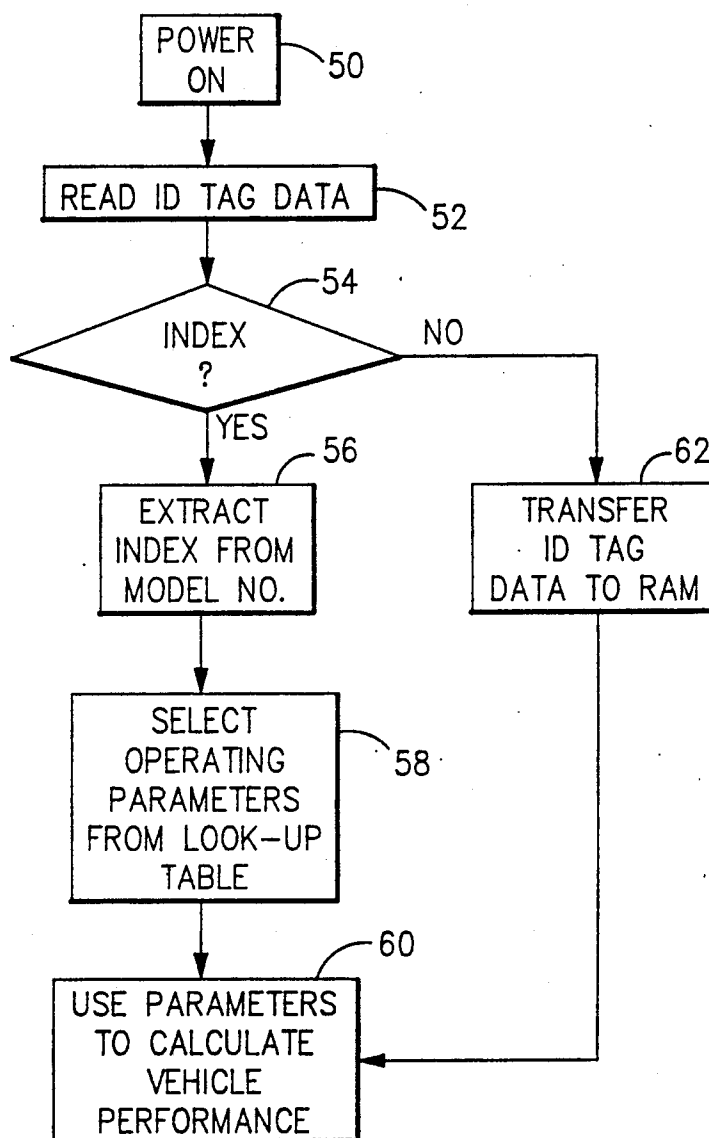 POWER
ON
50
READ ID TAG DATA
52
54
INDEX
?
NO
YES
56
EXTRACT
INDEX FROM
MODEL NO.
62
TRANSFER
ID TAG
DATA TO RAM
SELECT
OPERATING
PARAMETERS
FROM LOOK-UP
TABLE
58
60
USE PARAMETERS
TO CALCULATE
VEHICLE
PERFORMANCE